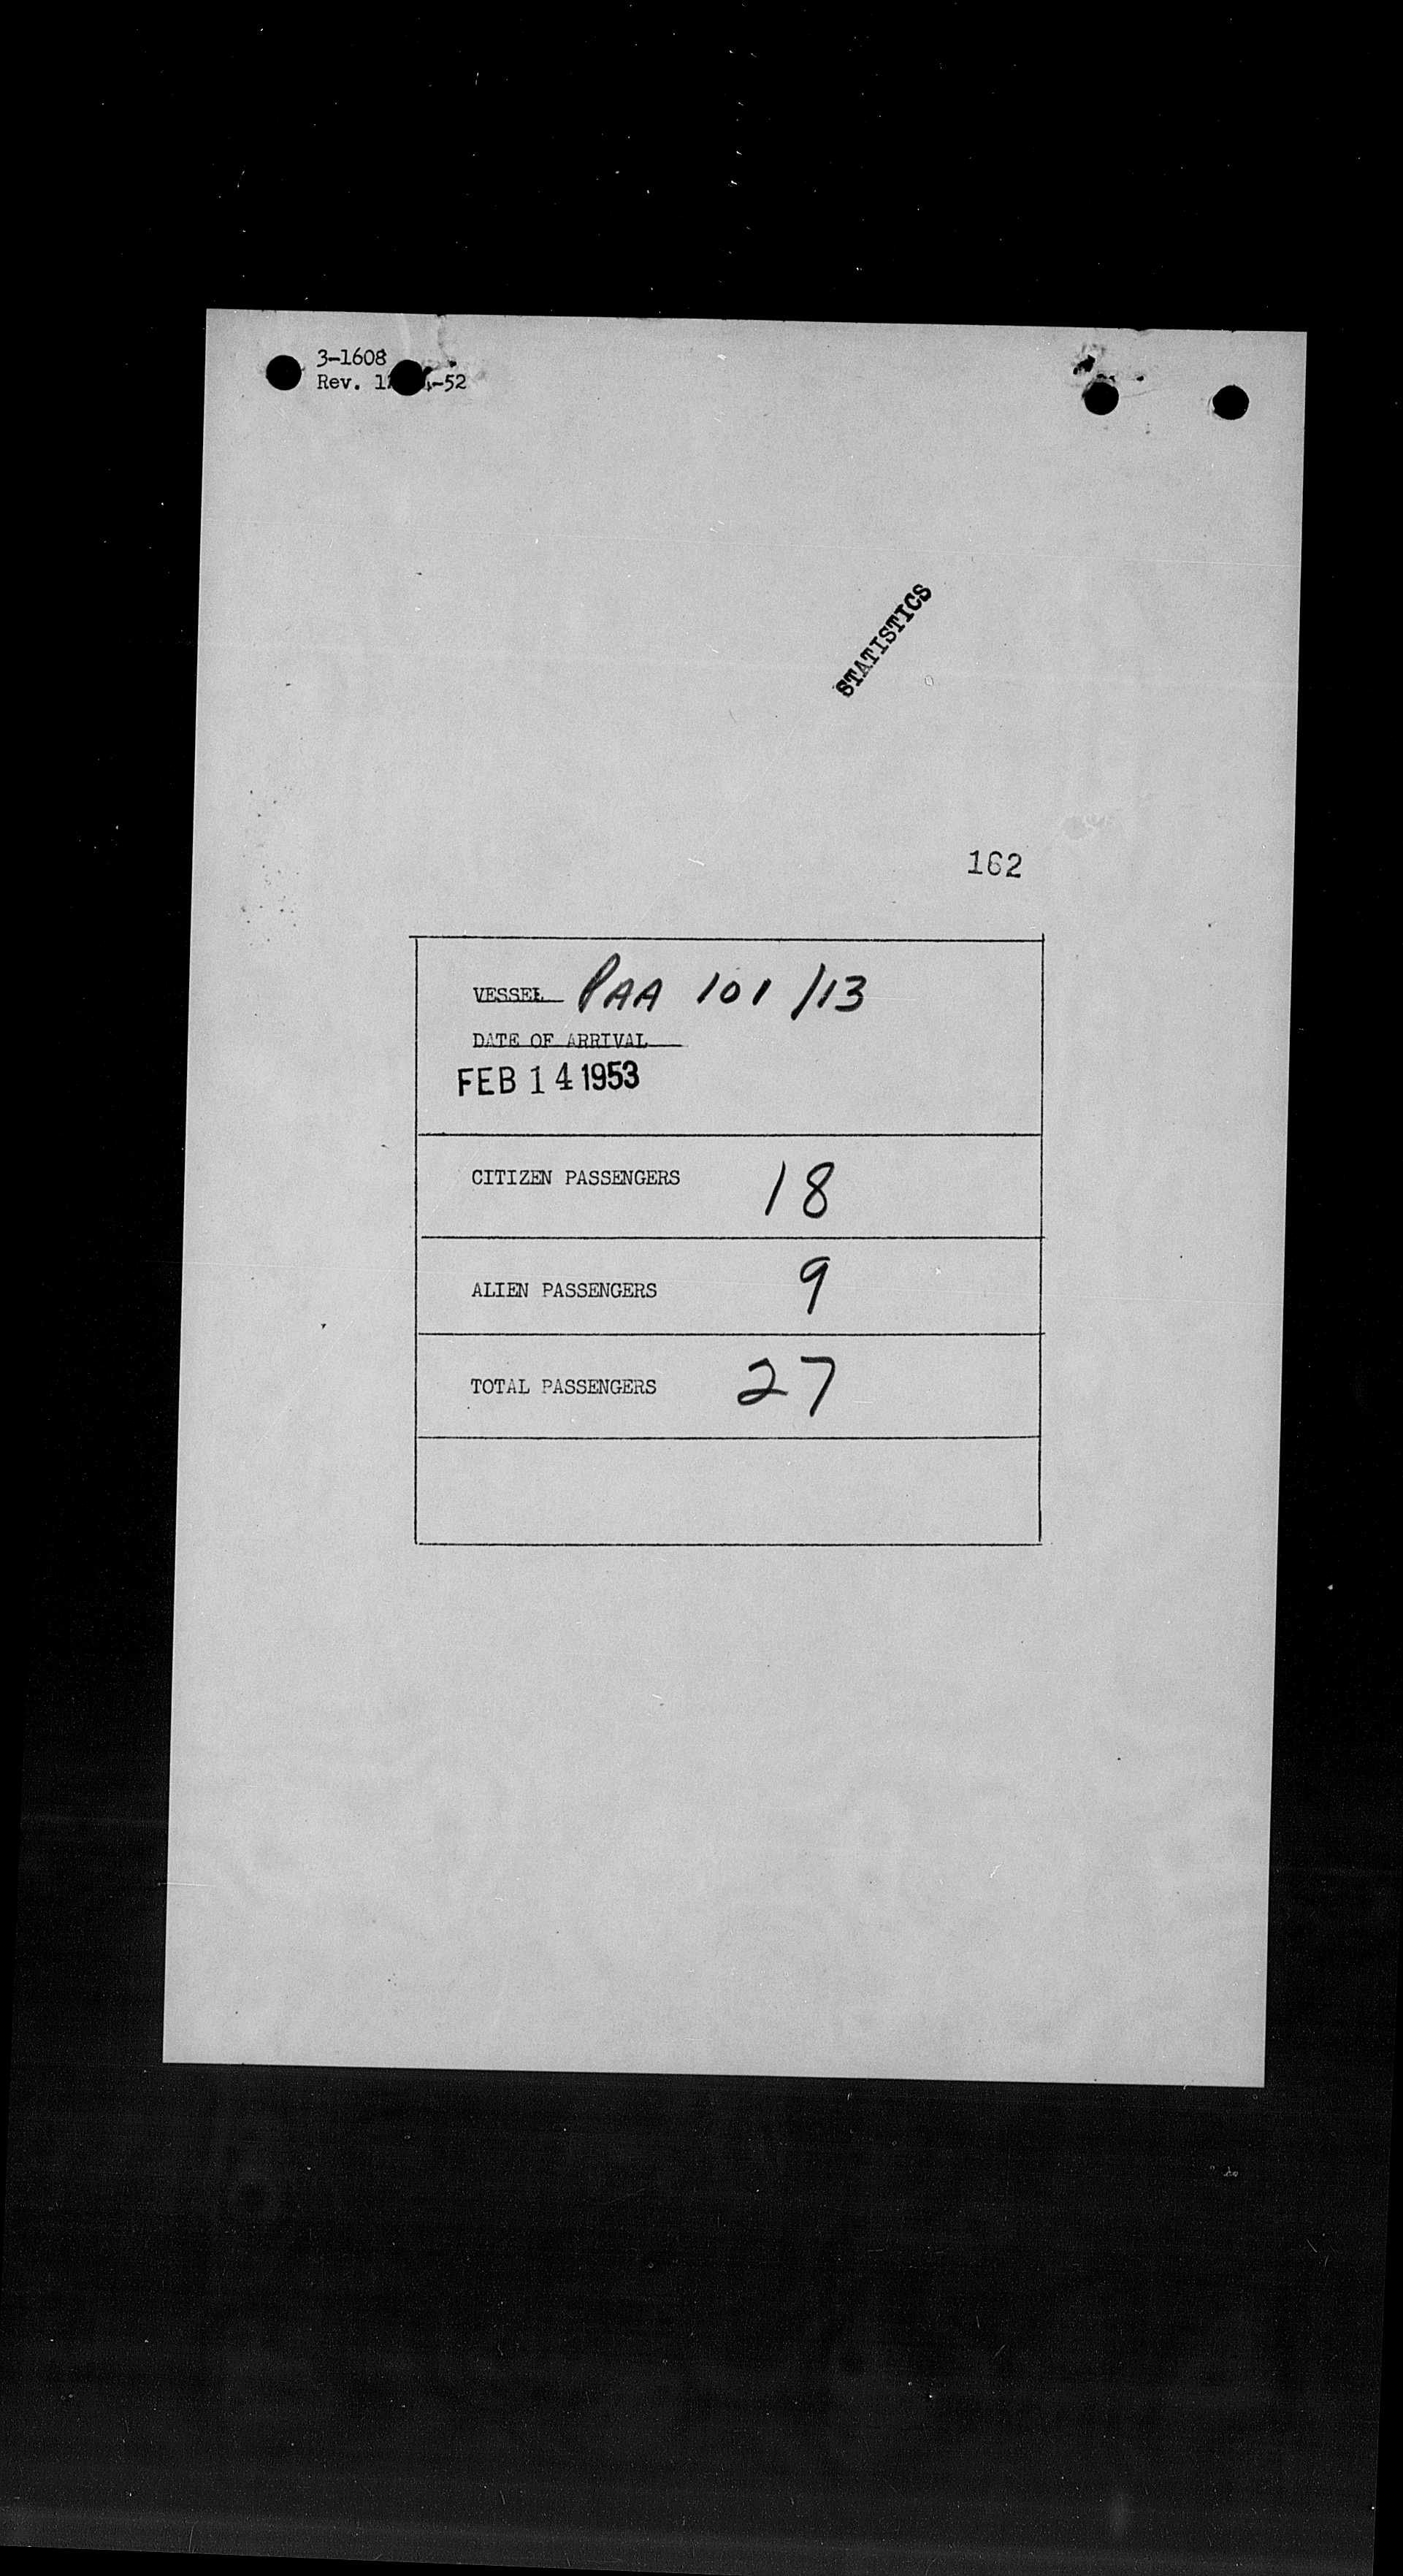 3-1608
Rev. -52
STATISTICS
162
VESSEL PAA 101 /13
DATE OF ARRIVAL
FEB 14 1953
CITIZEN PASSENGERS 18
ALIEN PASSENGERS 9
TOTAL PASSENGERS 27